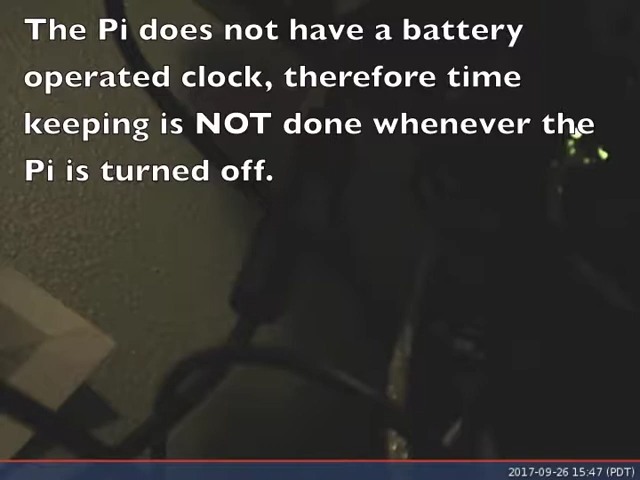 The Pi does not have a battery
operated clock, therefore time
keeping is NOT done whenever the
Pi is turned off.
2017-09-26 15:47 (PDT)